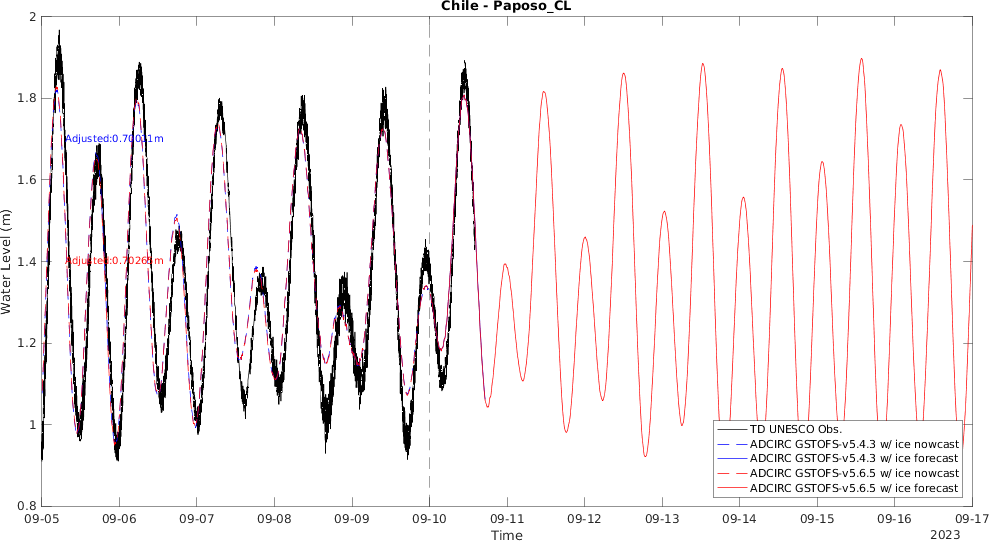 Chile - Paposo_CL
2
1.8
1.6
1.4
1.2
1
0.8
Water Level (m)
Adjusted:0.70011m
Adjusted:0.70265m
TD UNESCO Obs.
ADCIRC GSTOFS-v5.4.3 w/ ice nowcast
ADCIRC GSTOFS-v5.4.3 w/ ice forecast
ADCIRC GSTOFS-v5.6.5 w/ ice nowcast
ADCIRC GSTOFS-v5.6.5 w/ ice forecast
09-05 09-06 09-07 09-08 09-09 09-10 09-11 09-12 09-13 09-14 09-15 09-16 09-17
Time
2023